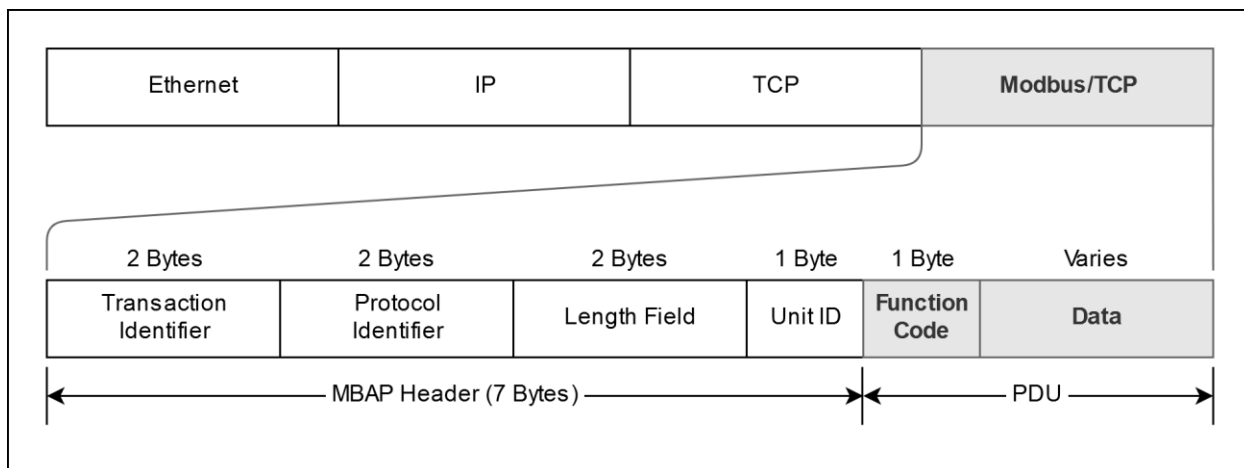 Ethernet
IP
TCP
Modbus/TCP
2 Bytes
2 Bytes
2 Bytes
1 Byte
1 Byte
Varies
Transaction
Identifier
Protocol
Identifier
Length Field
Unit ID
Function
Code
Data
MBAP Header (7 Bytes)
PDU